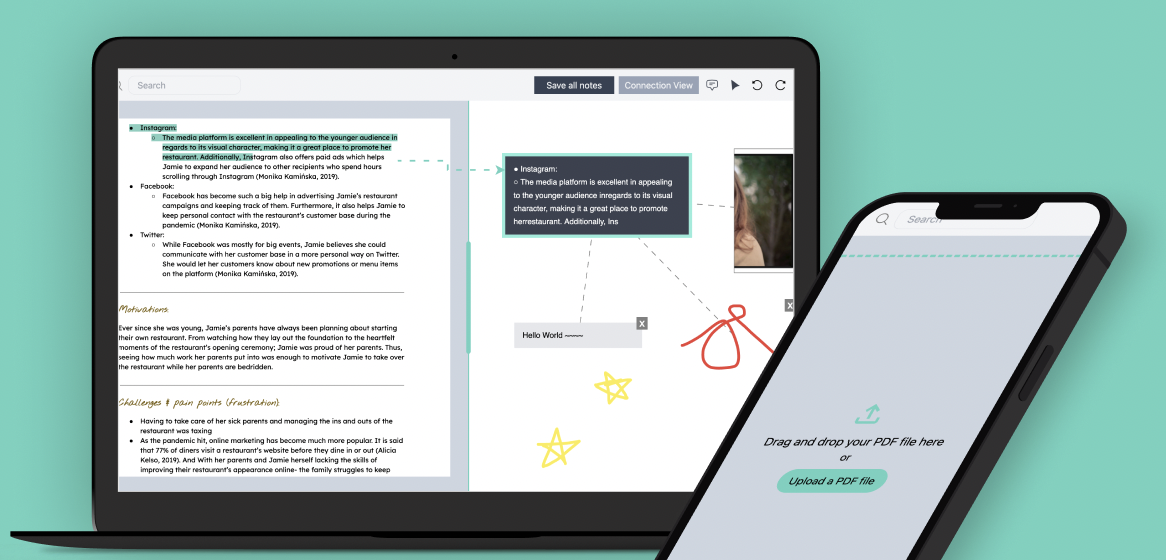 Search
Save all notes
Connection View
● Instagram:
○ The media platform is excellent in appealing to the younger audience in
regards to its visual character, making it a great place to promote her
restaurant. Additionally, Instagram also offers paid ads which helps
Jamie to expand her audience to other recipients who spend hours
scrolling through Instagram (Monika Kamińska, 2019).
● Facebook:
○ Facebook has become such a big help in advertising Jamie's restaurant
campaigns and keeping track of them. Furthermore, it also helps Jamie to
keep personal contact with the restaurant's customer base during the
pandemic (Monika Kamińska, 2019).
● Twitter:
○ While Facebook was mostly for big events, Jamie believes she could
communicate with her customer base in a more personal way on Twitter.
She would let her customers know about new promotions or menu items
on the platform (Monika Kamińska, 2019).
Motivations:
Ever since she was young, Jamie's parents have always been planning about starting
their own restaurant. From watching how they lay out the foundation to the heartfelt
moments of the restaurant's opening ceremony; Jamie was proud of her parents. Thus,
seeing how much work her parents put into was enough to motivate Jamie to take over
the restaurant while her parents are bedridden.
Challenges & pain points (frustration):
● Having to take care of her sick parents and managing the ins and outs of the
restaurant was taxing
● As the pandemic hit, online marketing has become much more popular. It is said
that 77% of diners visit a restaurant's website before they dine in or out (Alicia
Kelso, 2019). And With her parents and Jamie herself lacking the skills of
improving their restaurant's appearance online- the family struggles to keep
● Instagram:
○ The media platform is excellent in appealing
to the younger audience inregards to its visual
character, making it a great place to promote
herrestaurant. Additionally, Ins
X
Hello World ~~~~
X
Search
Drag and drop your PDF file here
or
Upload a PDF file